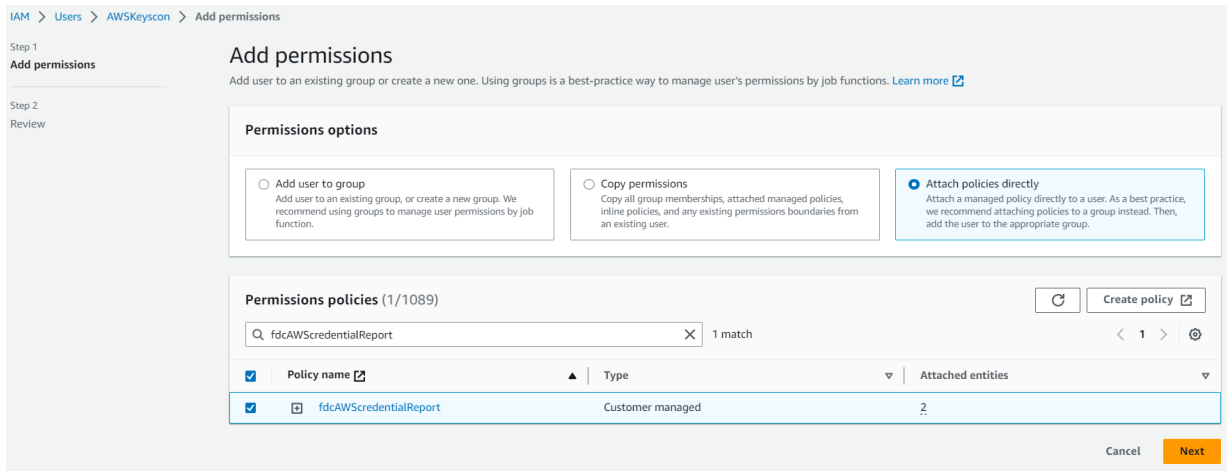 IAM > Users > AWSKeyscon > Add permissions
Step 1
Add permissions
Step 2
Review
Add permissions
Add user to an existing group or create a new one. Using groups is a best-practice way to manage user's permissions by job functions. Learn more
Permissions options
Add user to group
Add user to an existing group, or create a new group. We
recommend using groups to manage user permissions by job
function.
Copy permissions
Copy all group memberships, attached managed policies,
inline policies, and any existing permissions boundaries from
an existing user.
Attach policies directly
Attach a managed policy directly to a user. As a best practice,
we recommend attaching policies to a group instead. Then,
add the user to the appropriate group.
Permissions policies (1/1089)
Create policy
fdcAWScredentialReport
1 match
< 1 >
Policy name
Type
Attached entities
fdcAWScredentialReport
Customer managed
2
Cancel
Next